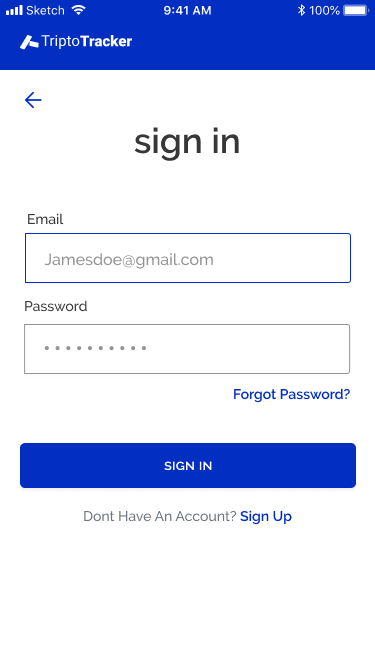 Sketch 9:41 AM 100%
TriptoTracker
sign in
Email
Jamesdoe@gmail.com
Password
Forgot Password?
SIGN IN
Dont Have An Account? Sign Up